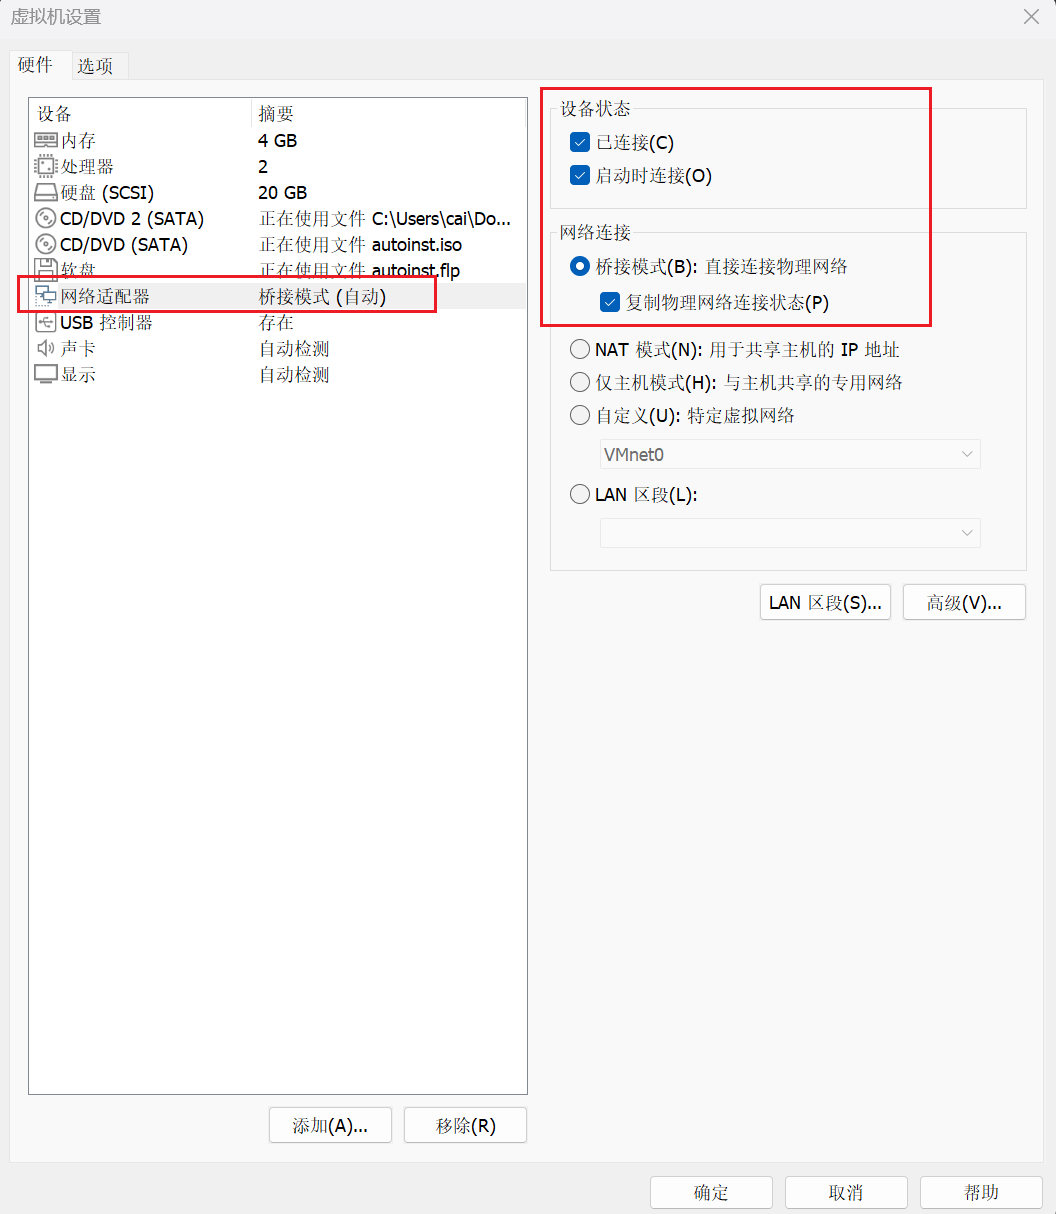 虚拟机设置
硬件 选项
设备 摘要
内存 4 GB
处理器 2
硬盘 (SCSI) 20 GB
CD/DVD 2 (SATA) 正在使用文件 C:\Users\cai\Do...
CD/DVD (SATA) 正在使用文件 autoinst.iso
软盘 正在使用文件 autoinst.flp
网络适配器 桥接模式 (自动)
USB 控制器 存在
声卡 自动检测
显示 自动检测
添加(A)... 移除(R)
设备状态
已连接(C)
启动时连接(O)
网络连接
桥接模式(B): 直接连接物理网络
复制物理网络连接状态(P)
NAT 模式(N): 用于共享主机的 IP 地址
仅主机模式(H): 与主机共享的专用网络
自定义(U): 特定虚拟网络
VMnet0
LAN 区段(L):
LAN 区段(S)... 高级(V)...
确定 取消 帮助